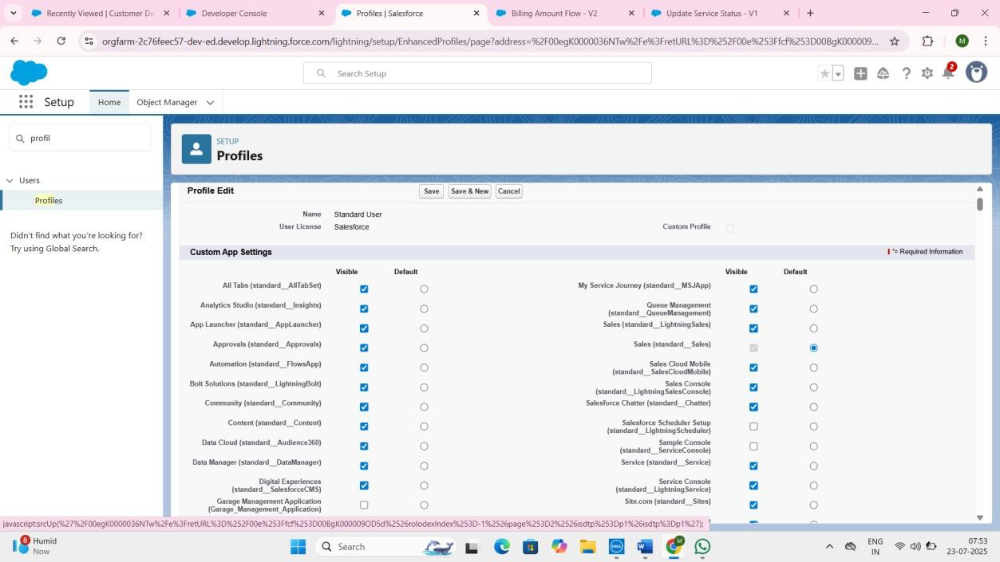 Recently Viewed | Customer De
Developer Console
Profiles | Salesforce
Billing Amount Flow - V2
Update Service Status - V1
orgfarm-2c76feec57-dev-ed.develop.lightning.force.com/lightning/setup/EnhancedProfiles/page?address=%2F00egK0000036NTw%2Fe%3FretURL%3D%252F00e%253Ffcf%253D00BgK000009...
M
Search Setup
2
Setup
Home
Object Manager
profil
Users
Profiles
Didn't find what you're looking for?
Try using Global Search.
SETUP
Profiles
Profile Edit
Save
Save & New
Cancel
Name
Standard User
User License
Salesforce
Custom Profile
Custom App Settings
= Required Information
Visible
Default
Visible
Default
All Tabs (standard__AllTabSet)
My Service Journey (standard__MSJApp)
Analytics Studio (standard__Insights)
Queue Management
(standard__QueueManagement)
App Launcher (standard__AppLauncher)
Sales (standard__LightningSales)
Approvals (standard__Approvals)
Sales (standard__Sales)
Automation (standard__FlowsApp)
Sales Cloud Mobile
(standard__SalesCloudMobile)
Bolt Solutions (standard__LightningBolt)
Sales Console
(standard__LightningSalesConsole)
Community (standard__Community)
Salesforce Chatter (standard__Chatter)
Content (standard__Content)
Salesforce Scheduler Setup
(standard__LightningScheduler)
Data Cloud (standard__Audience360)
Sample Console
(standard__ServiceConsole)
Data Manager (standard__DataManager)
Service (standard__Service)
Digital Experiences
(standard__SalesforceCMS)
Service Console
(standard__LightningService)
Garage Management Application
(Garage_Management_Application)
Site.com (standard__Sites)
javascript:srcUp(%27%2F00egK0000036NTw%2Fe%3FretURL%3D%252F00e%253Ffcf%253D00BgK000009OD5d%2526rolodexIndex%253D-1%2526page%253D2%2526isdtp%3Dp1%26isdtp%3Dp1%27);
8
Humid
Now
Search
DELL
M
ENG
IN
07:53
23-07-2025